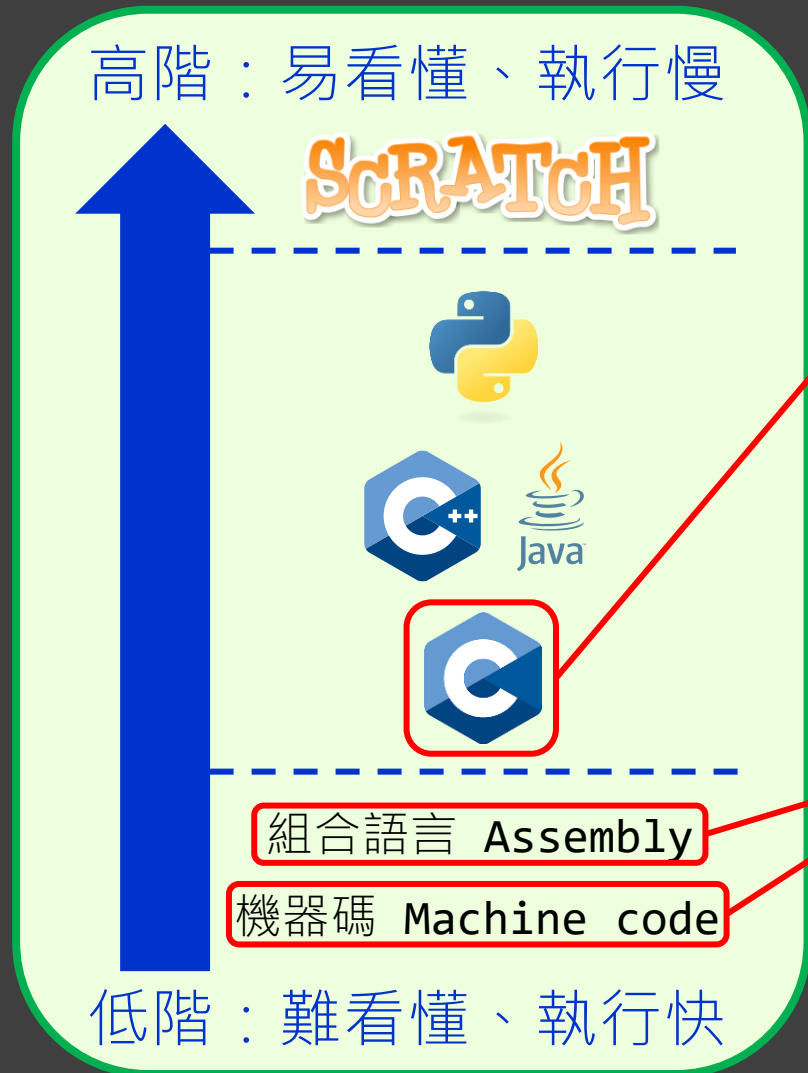 高階：易看懂、執行慢
SCRATCH
C++
Java
C
組合語言 Assembly
機器碼 Machine code
低階：難看懂、執行快